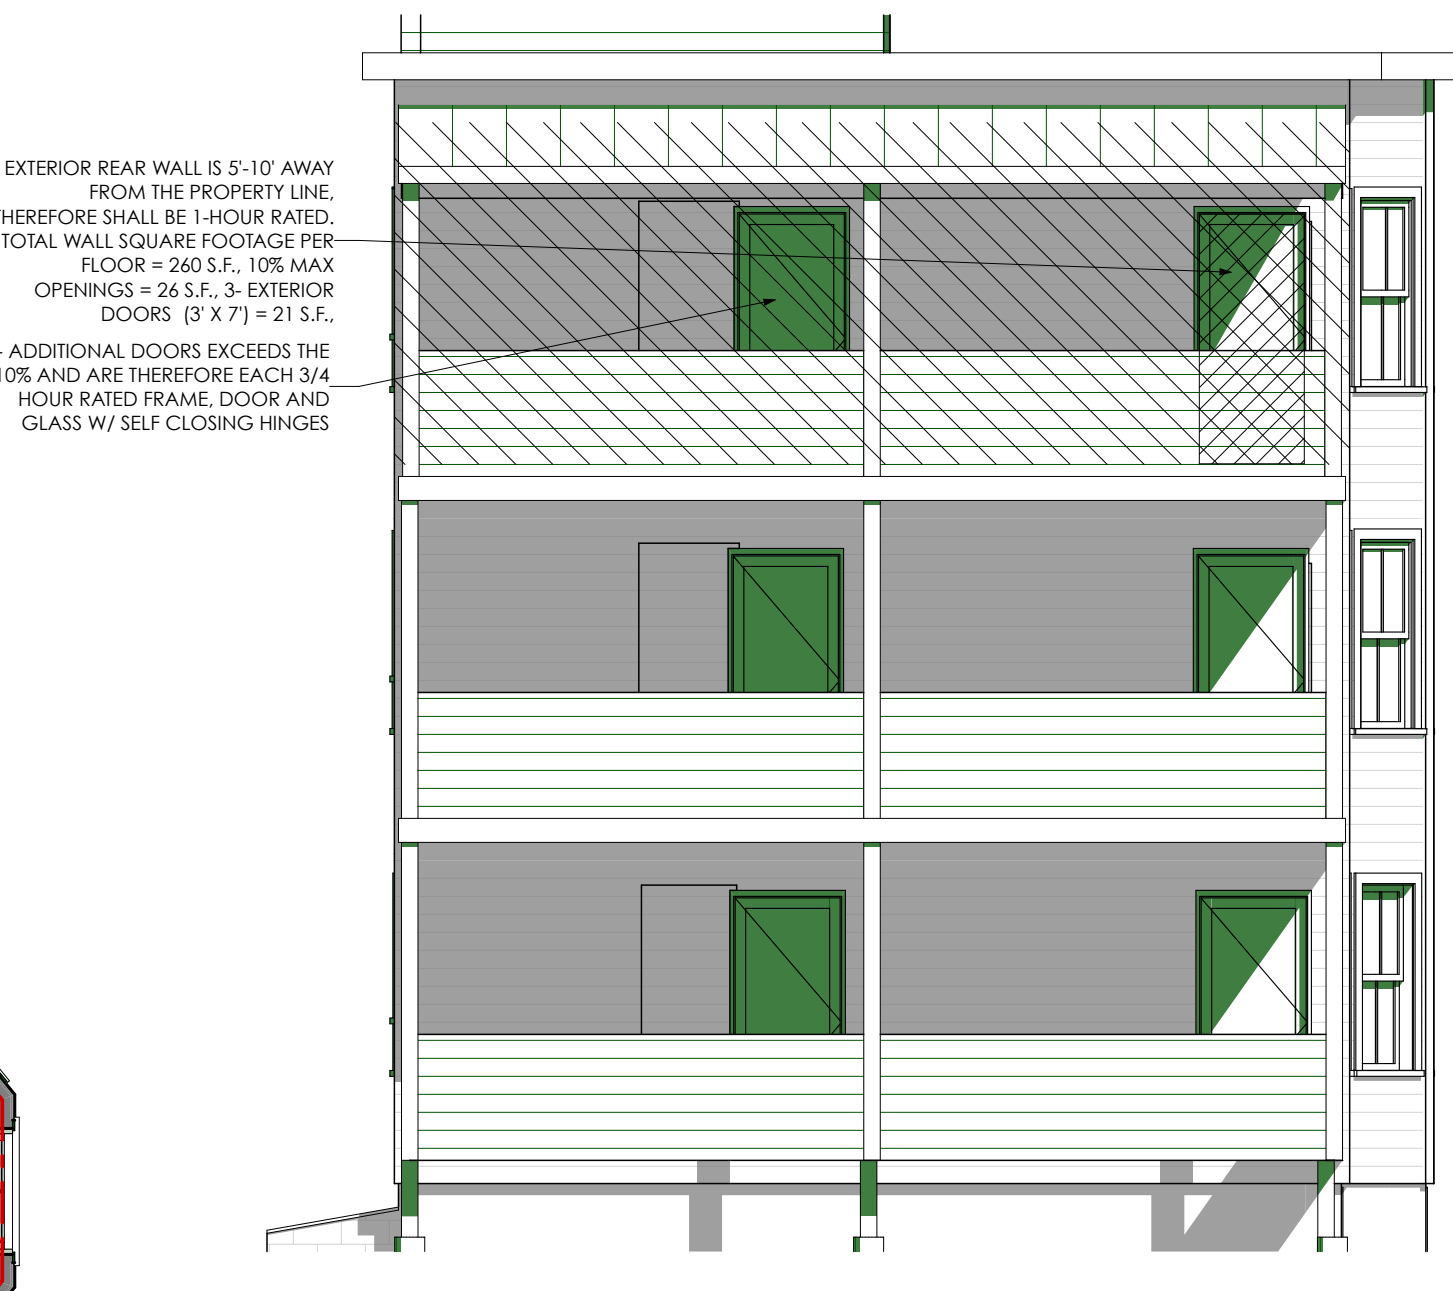 EXTERIOR REAR WALL IS 5'-10' AWAY
FROM THE PROPERTY LINE,
THEREFORE SHALL BE 1-HOUR RATED.
TOTAL WALL SQUARE FOOTAGE PER
FLOOR = 260 S.F., 10% MAX
OPENINGS = 26 S.F., 3- EXTERIOR
DOORS (3' X 7') = 21 S.F.,
- ADDITIONAL DOORS EXCEEDS THE
10% AND ARE THEREFORE EACH 3/4
HOUR RATED FRAME, DOOR AND
GLASS W/ SELF CLOSING HINGES